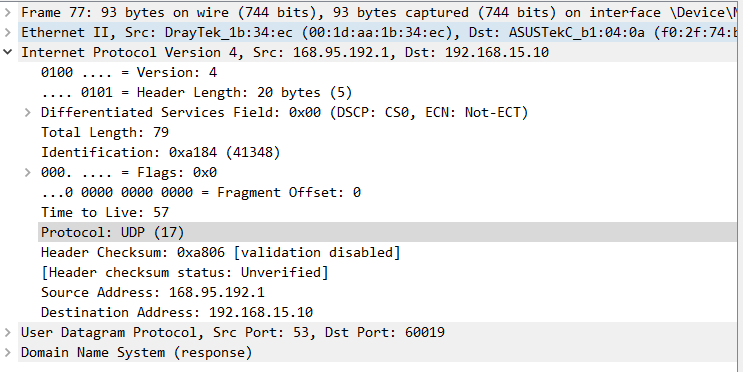 Frame 77: 93 bytes on wire (744 bits), 93 bytes captured (744 bits) on interface \Device\
Ethernet II, Src: DrayTek_1b:34:ec (00:1d:aa:1b:34:ec), Dst: ASUSTekC_b1:04:0a (f0:2f:74:b
Internet Protocol Version 4, Src: 168.95.192.1, Dst: 192.168.15.10
0100 .... = Version: 4
.... 0101 = Header Length: 20 bytes (5)
Differentiated Services Field: 0x00 (DSCP: CS0, ECN: Not-ECT)
Total Length: 79
Identification: 0xa184 (41348)
000. .... = Flags: 0x0
...0 0000 0000 0000 = Fragment Offset: 0
Time to Live: 57
Protocol: UDP (17)
Header Checksum: 0xa806 [validation disabled]
[Header checksum status: Unverified]
Source Address: 168.95.192.1
Destination Address: 192.168.15.10
User Datagram Protocol, Src Port: 53, Dst Port: 60019
Domain Name System (response)